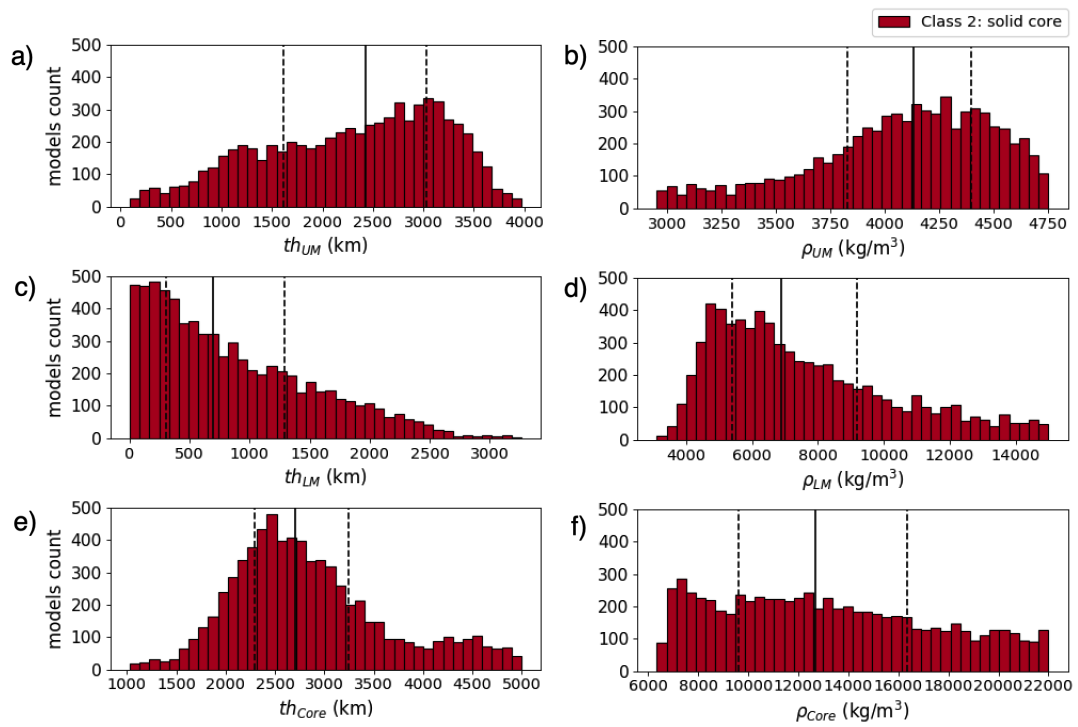 Class 2: solid core
a)
500
400
300
200
100
0
models count
0 500 1000 1500 2000 2500 3000 3500 4000
th_UM (km)
b)
500
400
300
200
100
0
3000 3250 3500 3750 4000 4250 4500 4750
ρ_UM (kg/m³)
c)
500
400
300
200
100
0
models count
0 500 1000 1500 2000 2500 3000
th_LM (km)
d)
500
400
300
200
100
0
4000 6000 8000 10000 12000 14000
ρ_LM (kg/m³)
e)
500
400
300
200
100
0
models count
1000 1500 2000 2500 3000 3500 4000 4500 5000
th_Core (km)
f)
500
400
300
200
100
0
6000 8000 10000 12000 14000 16000 18000 20000 22000
ρ_Core (kg/m³)